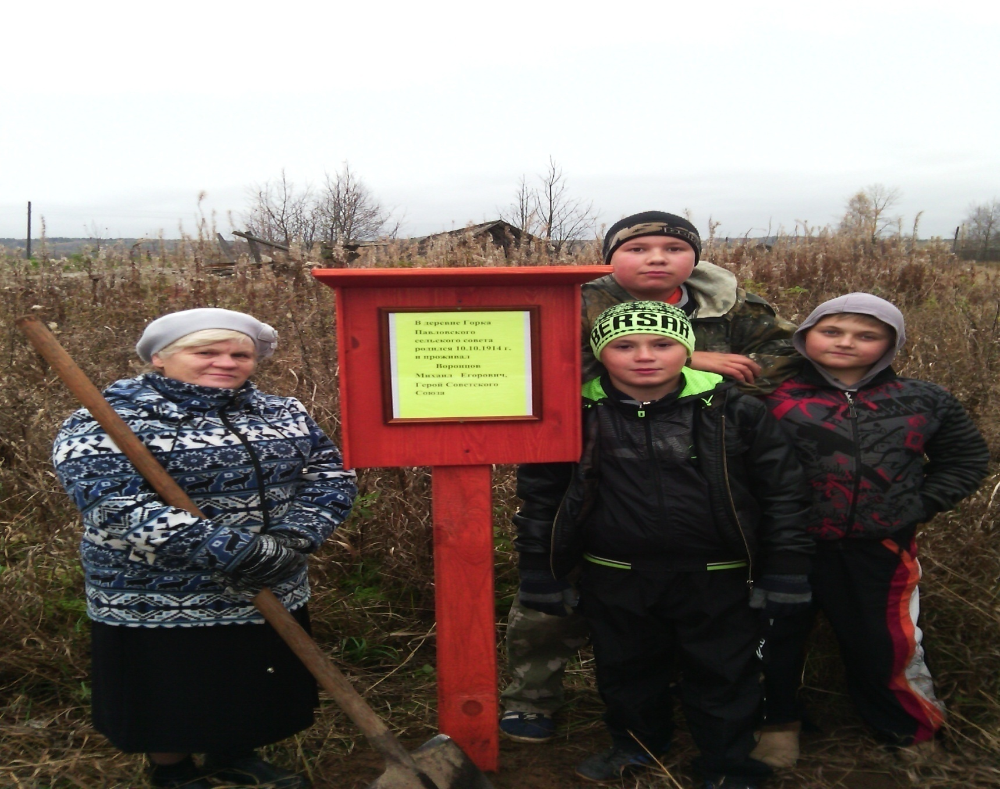 BERSAR
В деревне Горка
Павловского
сельского совета
родился 10.10.1914 г.
и проживал
Воронцов
Михаил Егорович,
Герой Советского
Союза